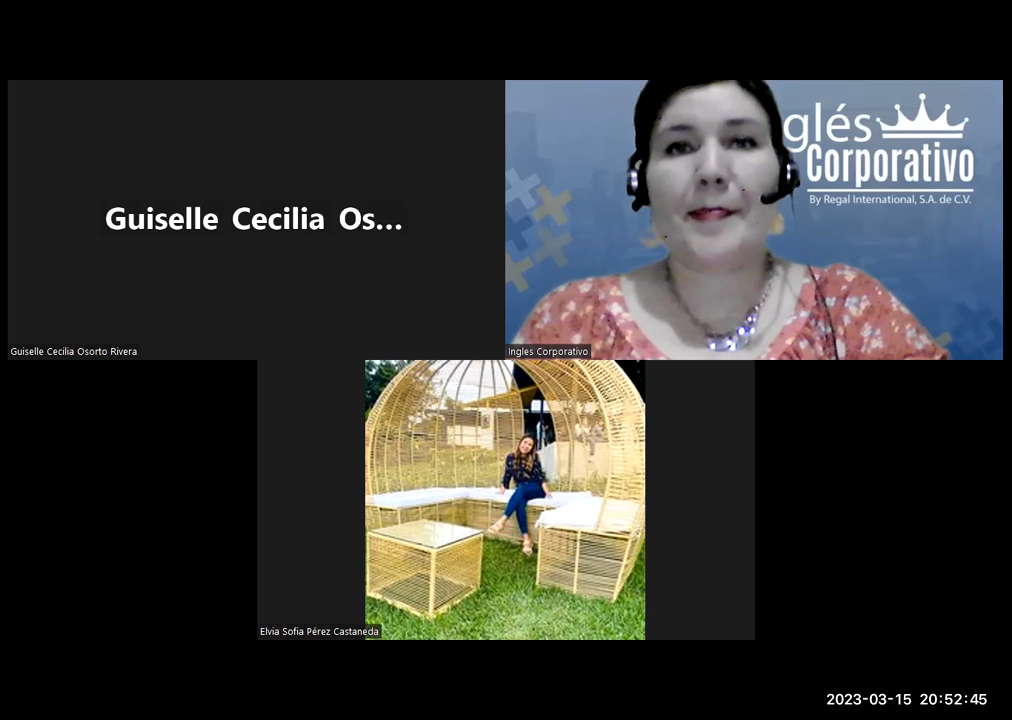 Guiselle Cecilia Os...
Guiselle Cecilia Osorto Rivera
glés
Corporativo
By Regal International, S.A. de C.V.
Ingles Corporativo
Elvia Sofia Pérez Castaneda
2023-03-15 20:52:45